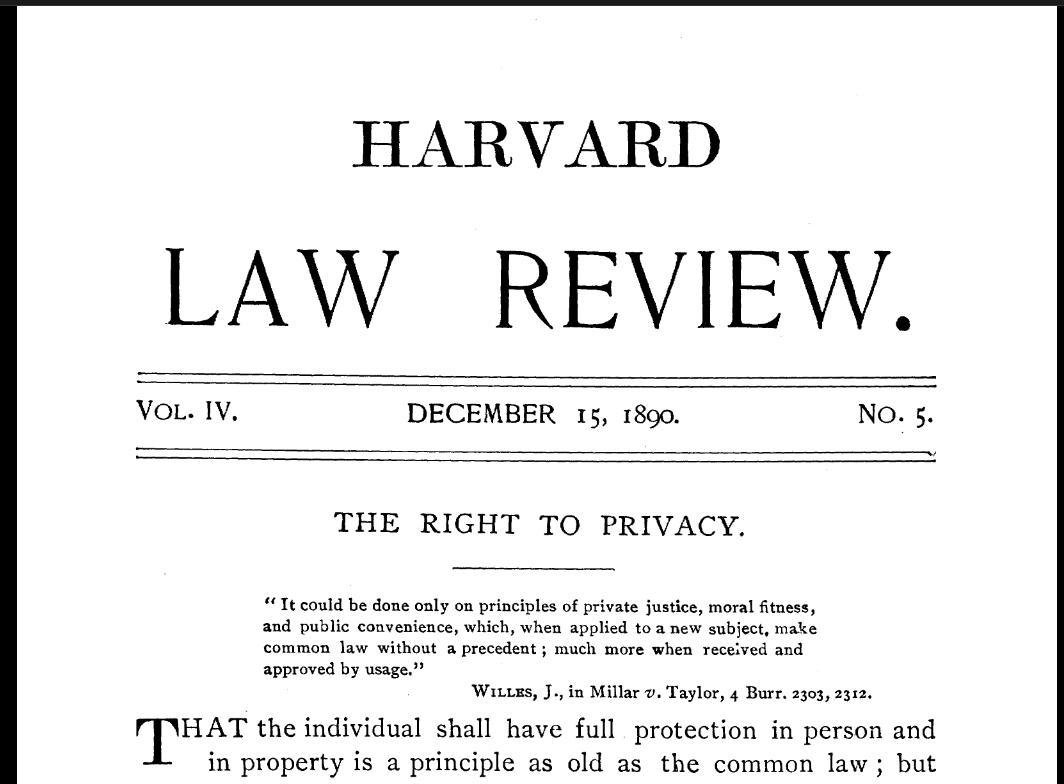 HARVARD
LAW REVIEW.
VOL. IV. DECEMBER 15, 1890. NO. 5.
THE RIGHT TO PRIVACY.
“ It could be done only on principles of private justice, moral fitness,
and public convenience, which, when applied to a new subject, make
common law without a precedent ; much more when received and
approved by usage.”
WILLES, J., in Millar v. Taylor, 4 Burr. 2303, 2312.
THAT the individual shall have full protection in person and
in property is a principle as old as the common law ; but